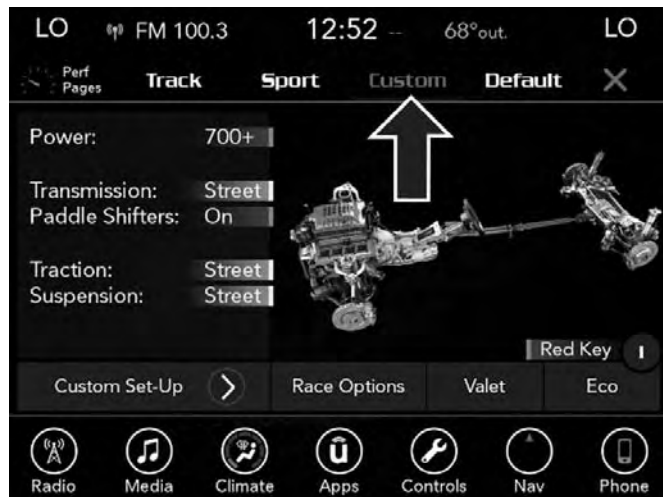 LO FM 100.3 12:52 -- 68°out. LO
Perf
Pages
Track Sport Custom Default X
Power: 700+
Transmission: Street
Paddle Shifters: On
Traction: Street
Suspension: Street
Red Key
Custom Set-Up > Race Options Valet Eco
Radio Media Climate Apps Controls Nav Phone